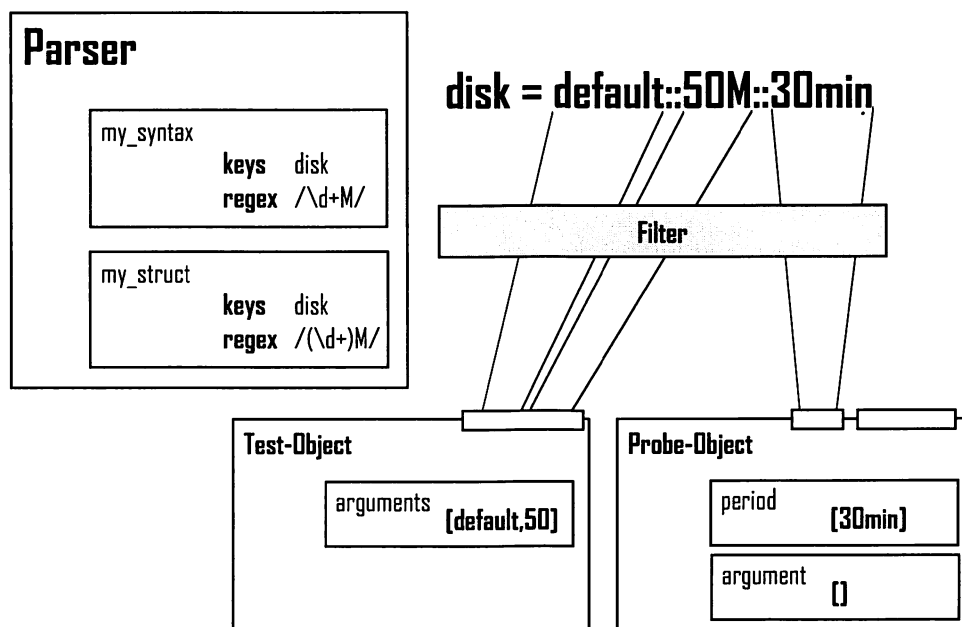 Parser
my_syntax
keys disk
regex /\d+M/
my_struct
keys disk
regex /(\d+)M/
disk = default::50M::30min
Filter
Test-Object
arguments
[default,50]
Probe-Object
period
[30min]
argument
[]